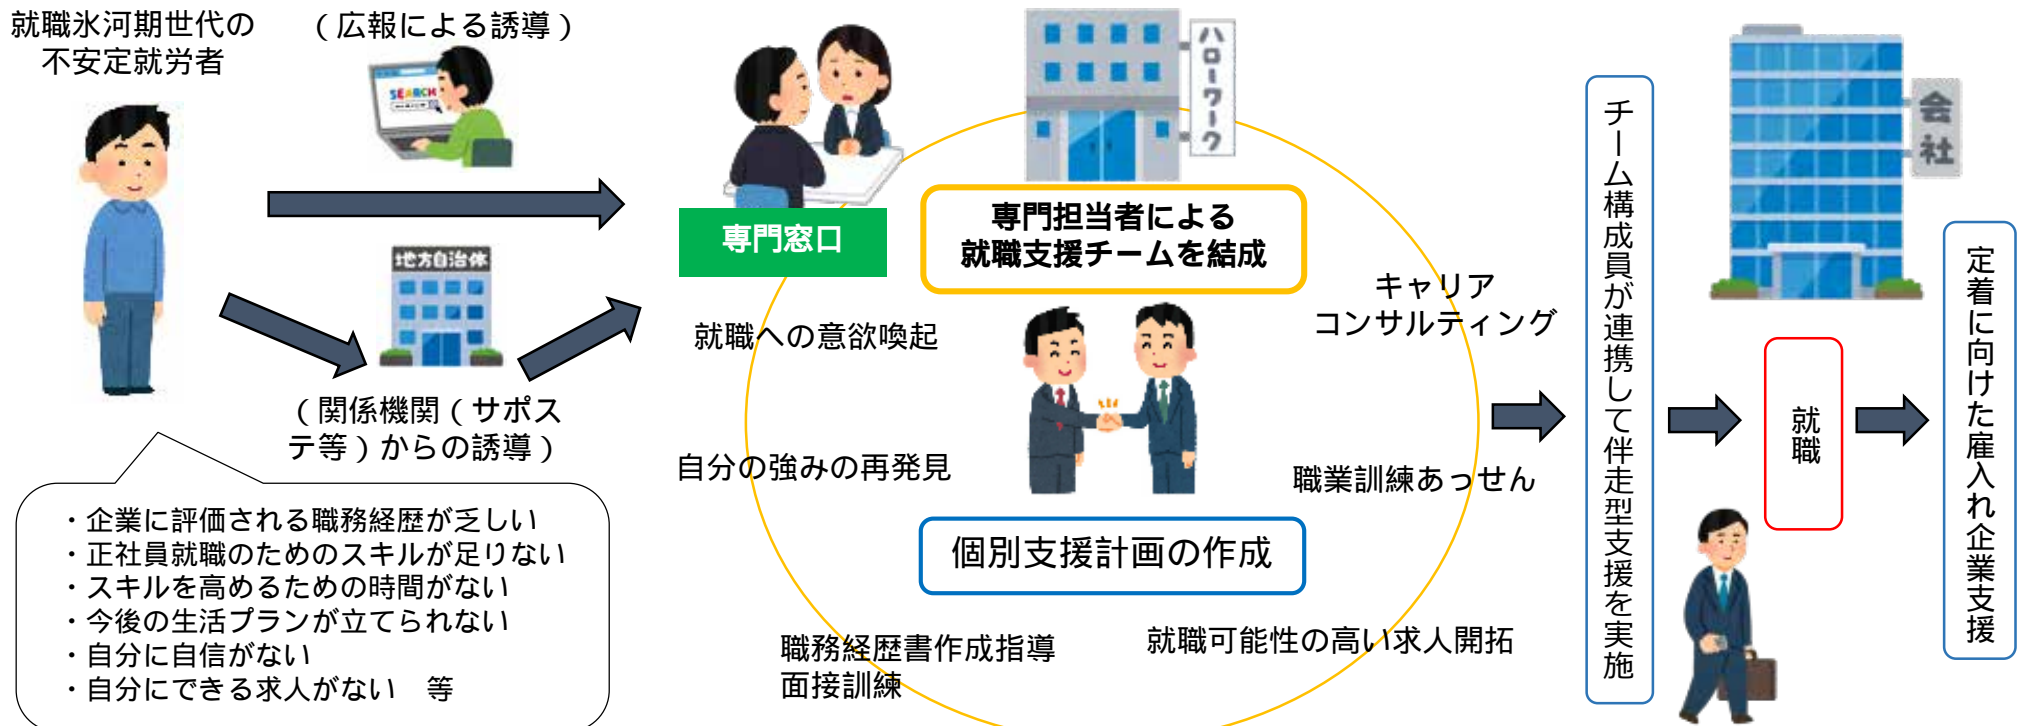 就職氷河期世代の
不安定就労者
（広報による誘導）
SEARCH
地方自治体
（関係機関（サポス
テ等）からの誘導）
・企業に評価される職務経歴が乏しい
・正社員就職のためのスキルが足りない
・スキルを高めるための時間がない
・今後の生活プランが立てられない
・自分に自信がない
・自分にできる求人がない　等
専門窓口
ハローワーク
専門担当者による
就職支援チームを結成
就職への意欲喚起
自分の強みの再発見
職務経歴書作成指導
面接訓練
キャリア
コンサルティング
職業訓練あっせん
就職可能性の高い求人開拓
個別支援計画の作成
チーム構成員が連携して伴走型支援を実施
就職
会社
定着に向けた雇入れ企業支援